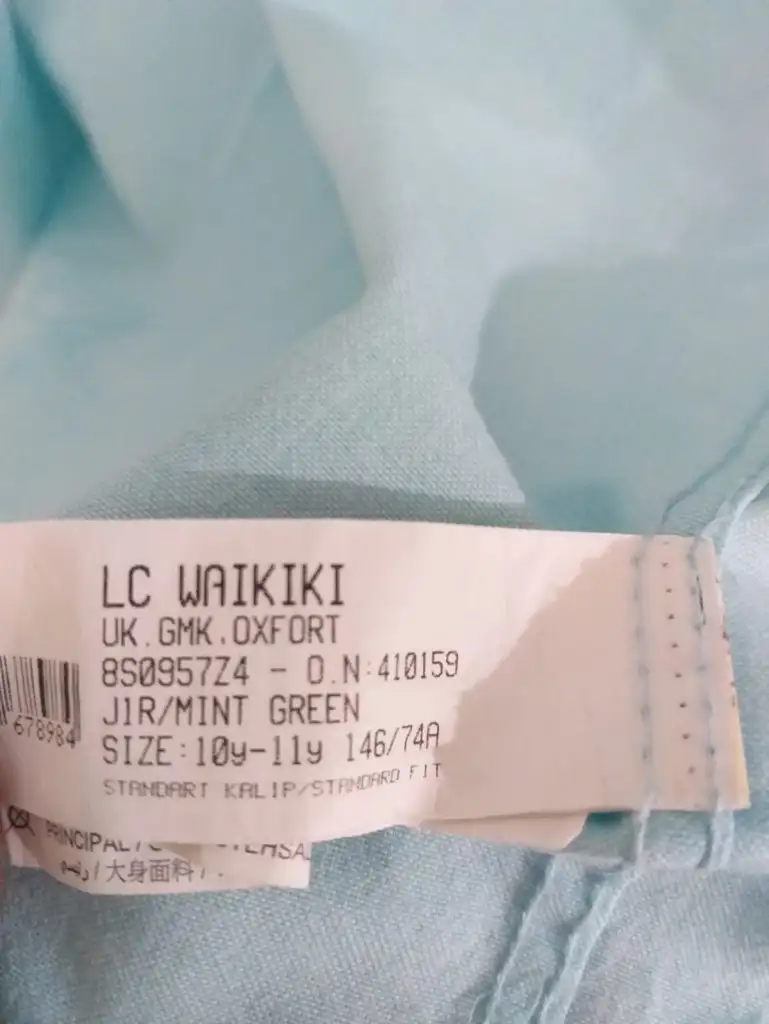 LC WAIKIKI
UK.GMK.OXFORT
8S0957Z4 - O.N:410159
J1R/MINT GREEN
SIZE:10y-11y 146/74A
STANDART KALIP/STANDARD FIT
678984
PRINCIPAL/
/大身面料/